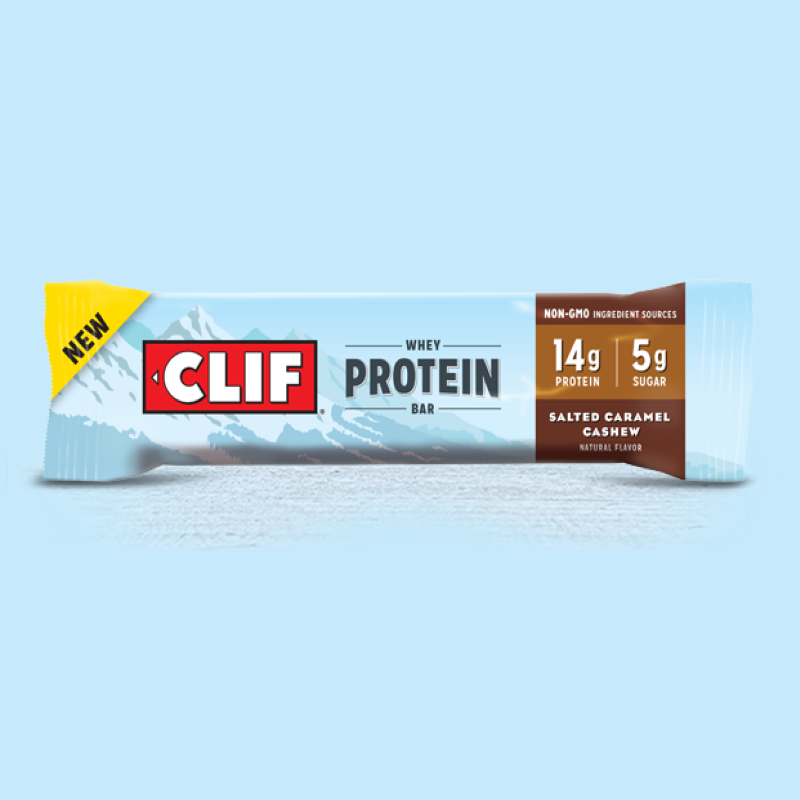 NEW
CLIF®
WHEY
PROTEIN
BAR
NON-GMO INGREDIENT SOURCES
14g
PROTEIN
5g
SUGAR
SALTED CARAMEL
CASHEW
NATURAL FLAVOR